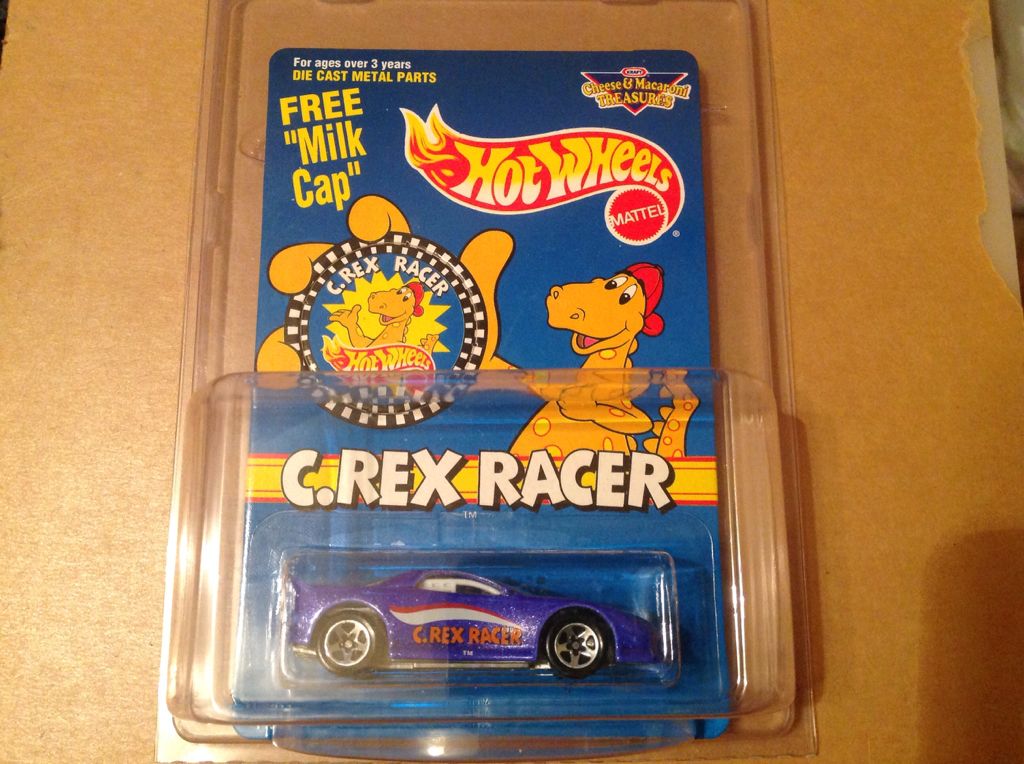 For ages over 3 years
DIE CAST METAL PARTS
FREE
"Milk
Cap"
KRAFT
Cheese & Macaroni
TREASURES
HOT WHEELS
MATTEL
®
C.REX RACER
HOT WHEELS
C.REX RACER
TM
C.REX RACER
TM